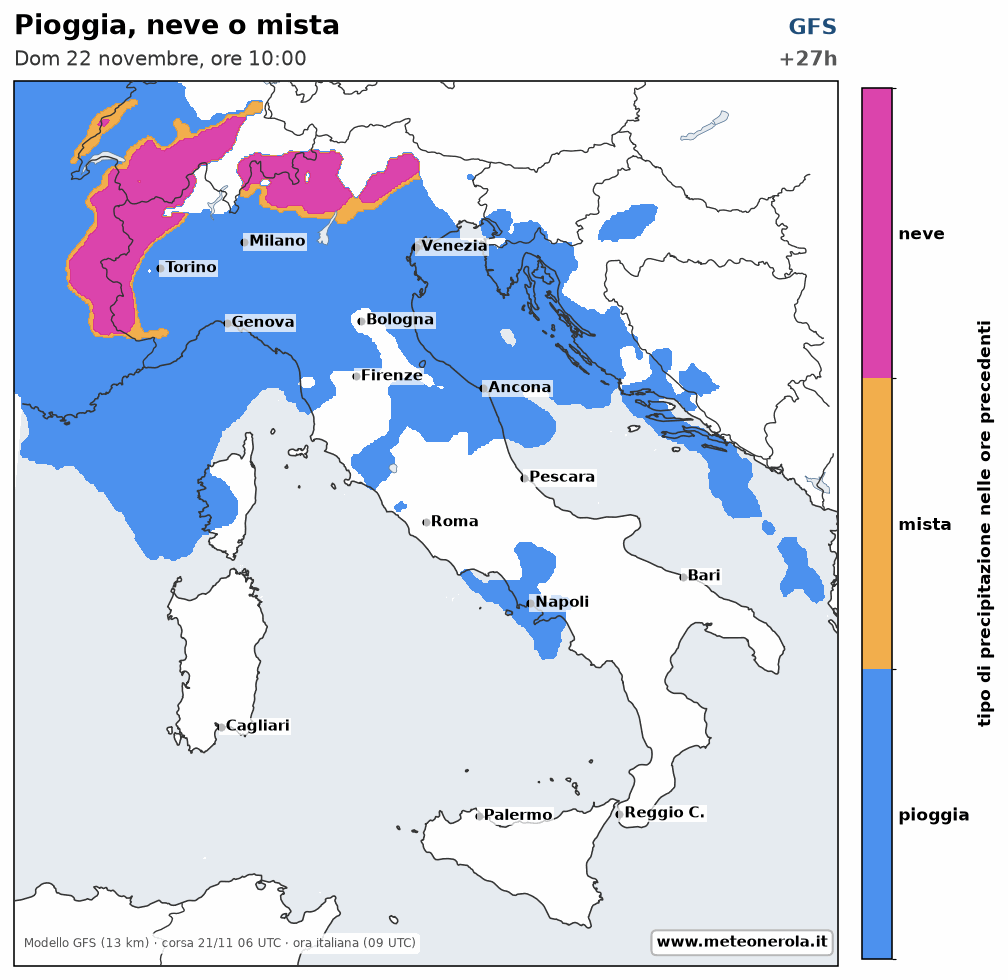 Pioggia, neve o mista
GFS
Dom 22 novembre, ore 10:00
+27h
Milano
Venezia
Torino
Genova
Bologna
Firenze
Ancona
Pescara
Roma
Bari
Napoli
Cagliari
Palermo
Reggio C.
neve
mista
pioggia
tipo di precipitazione nelle ore precedenti
Modello GFS (13 km) · corsa 21/11 06 UTC · ora italiana (09 UTC)
www.meteonerola.it